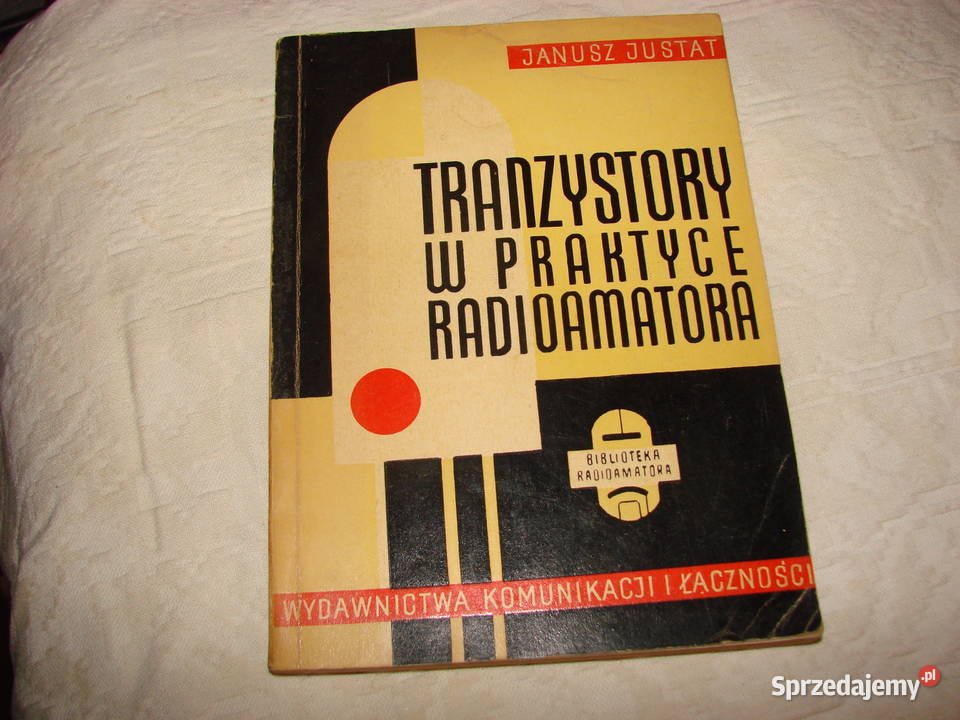 JANUSZ JUSTAT
TRANZYSTORY
W PRAKTYCE
RADIOAMATORA
BIBLIOTEKA
RADIOAMATORA
WYDAWNICTWA KOMUNIKACJI I ŁĄCZNOŚCI
Sprzedajemy.pl